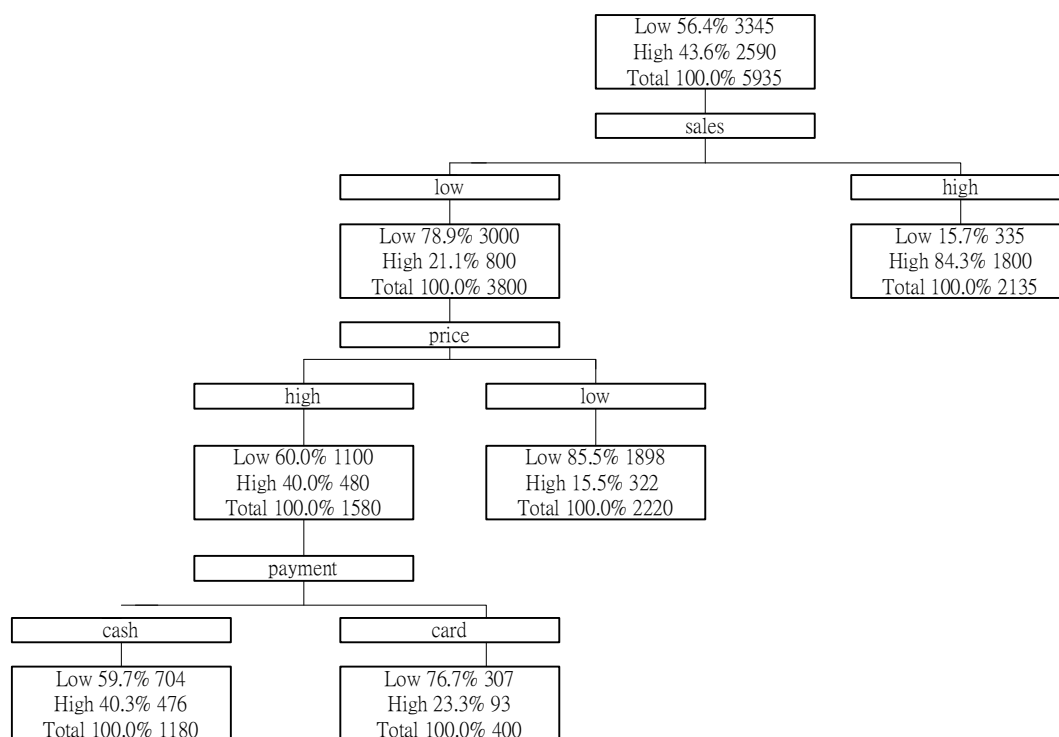 Low 56.4% 3345
High 43.6% 2590
Total 100.0% 5935
sales
low
high
Low 78.9% 3000
High 21.1% 800
Total 100.0% 3800
Low 15.7% 335
High 84.3% 1800
Total 100.0% 2135
price
high
low
Low 60.0% 1100
High 40.0% 480
Total 100.0% 1580
Low 85.5% 1898
High 15.5% 322
Total 100.0% 2220
payment
cash
card
Low 59.7% 704
High 40.3% 476
Total 100.0% 1180
Low 76.7% 307
High 23.3% 93
Total 100.0% 400